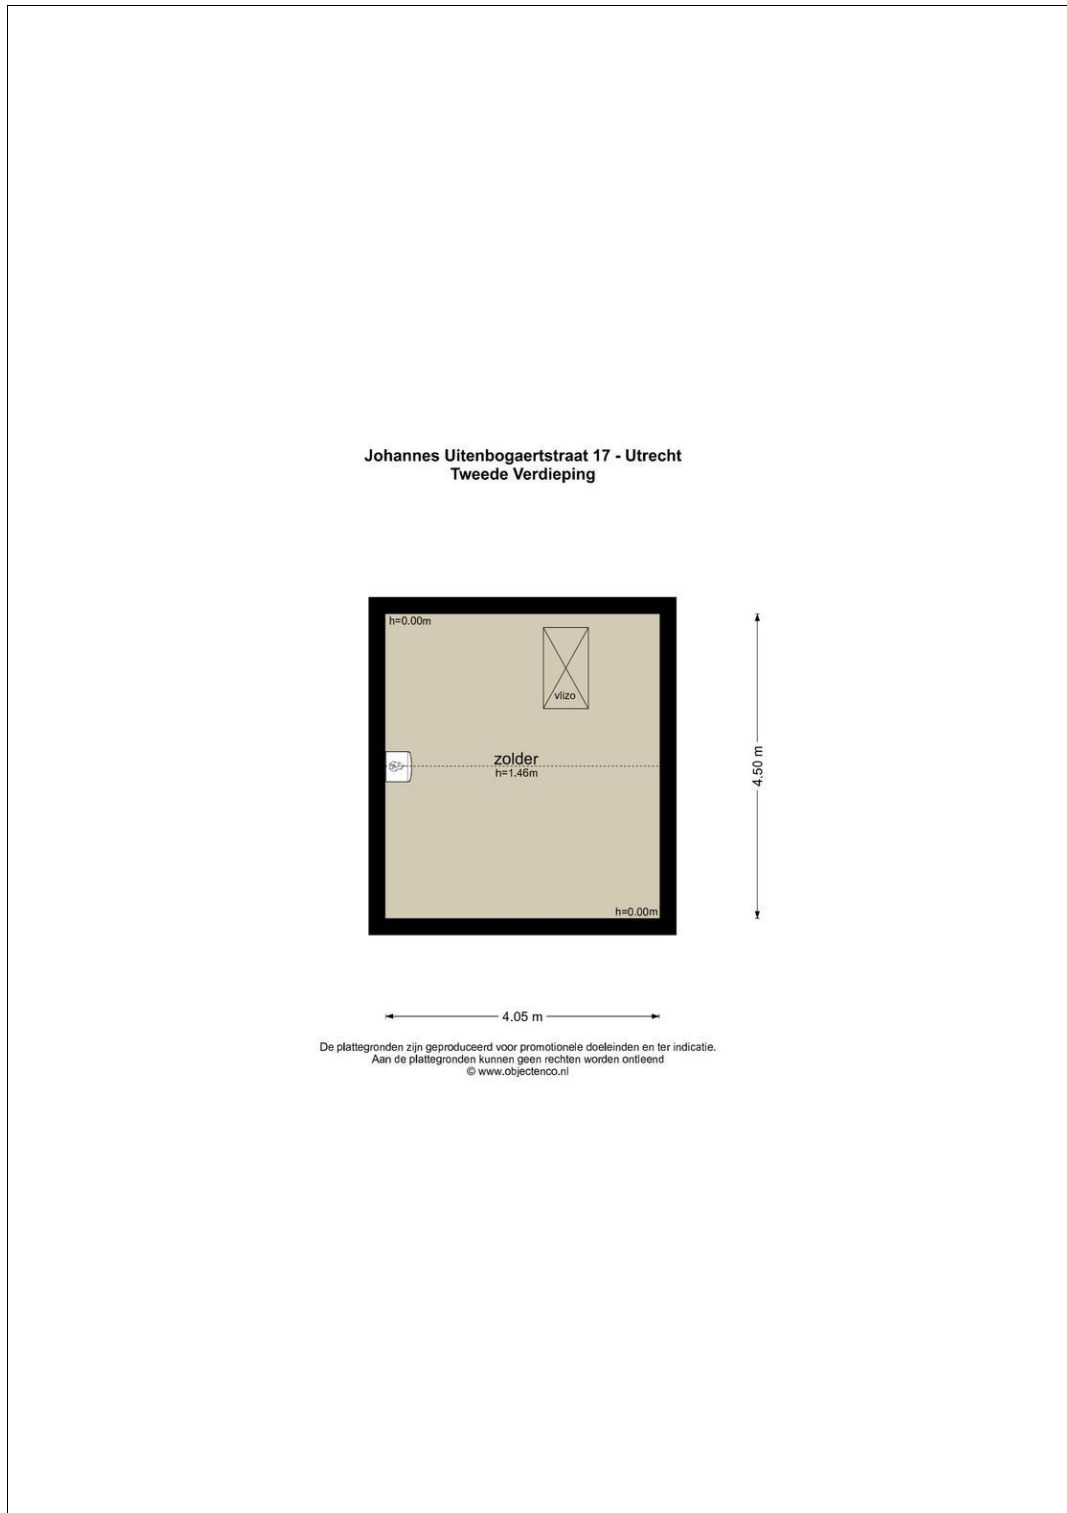 Johannes Uitenbogaertstraat 17 - Utrecht
Tweede Verdieping
h=0.00m
vlizo
zolder
h=1.46m
4.50 m
h=0.00m
4.05 m
De plattegronden zijn geproduceerd voor promotionele doeleinden en ter indicatie.
Aan de plattegronden kunnen geen rechten worden ontleend
© www.objectenco.nl